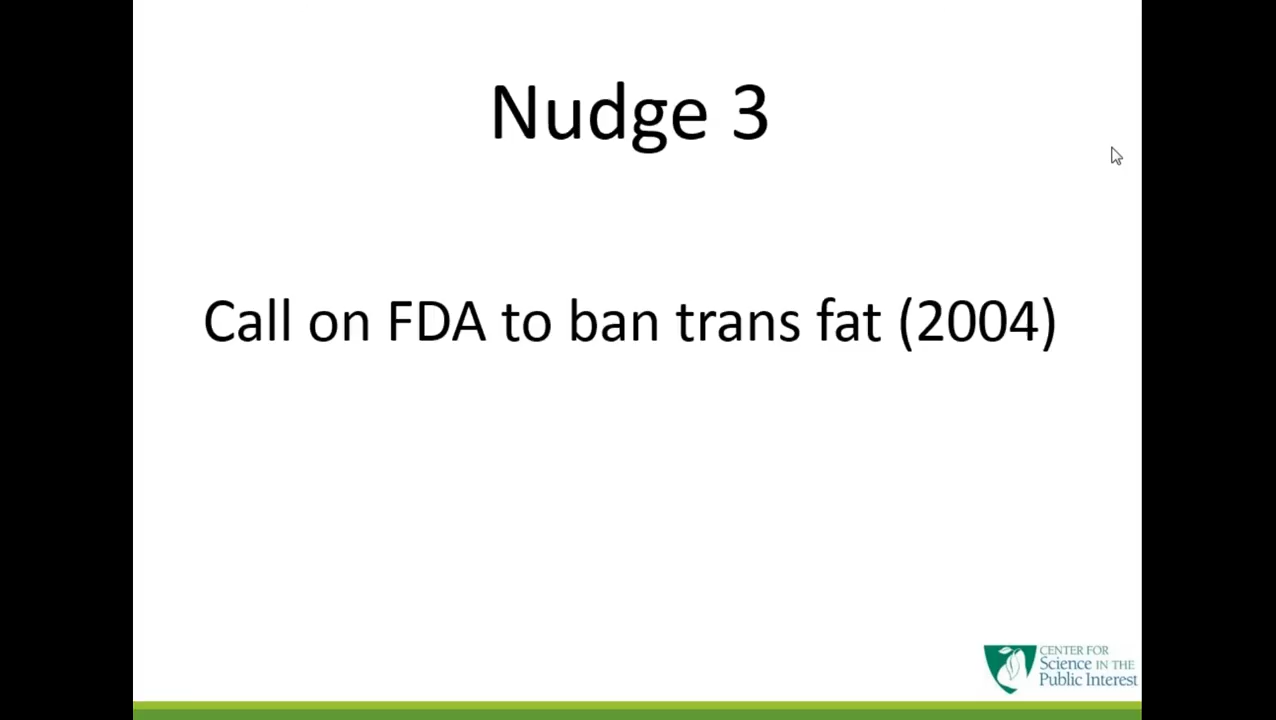 Nudge 3
Call on FDA to ban trans fat (2004)
CENTER FOR
Science IN THE
Public Interest